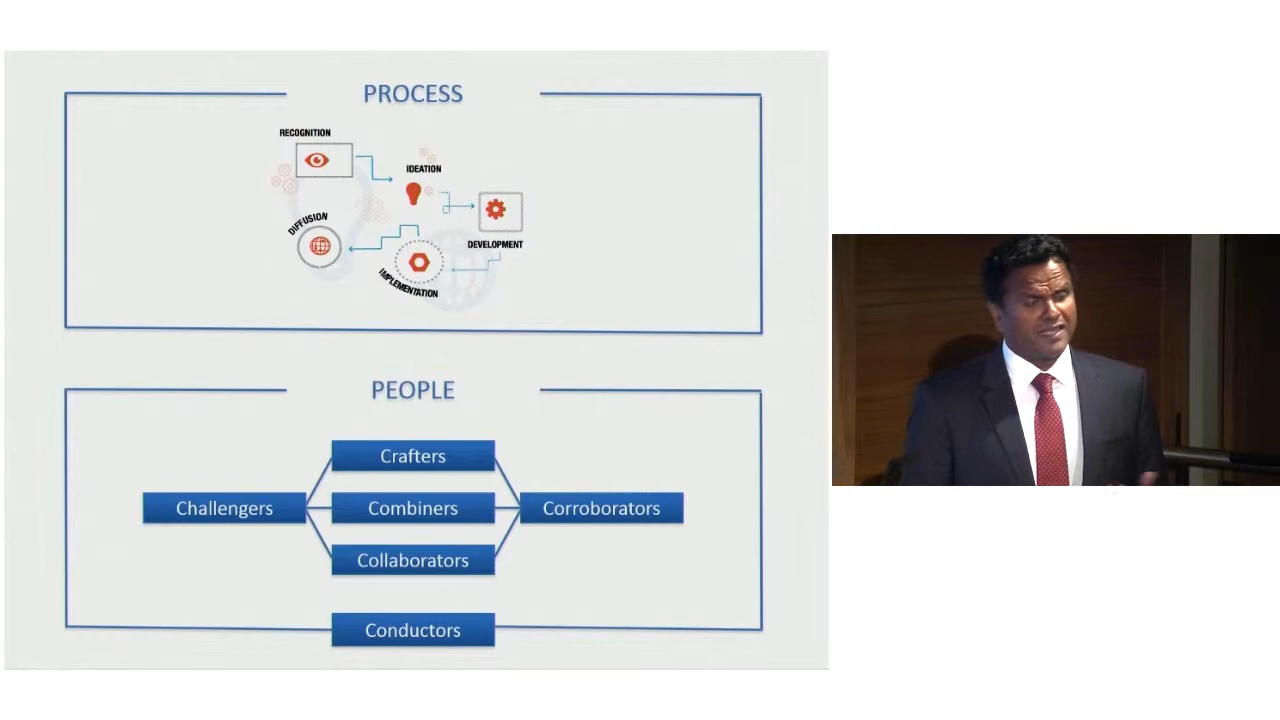 PROCESS
RECOGNITION
IDEATION
DIFFUSION
DEVELOPMENT
IMPLEMENTATION
PEOPLE
Crafters
Challengers
Combiners
Corroborators
Collaborators
Conductors